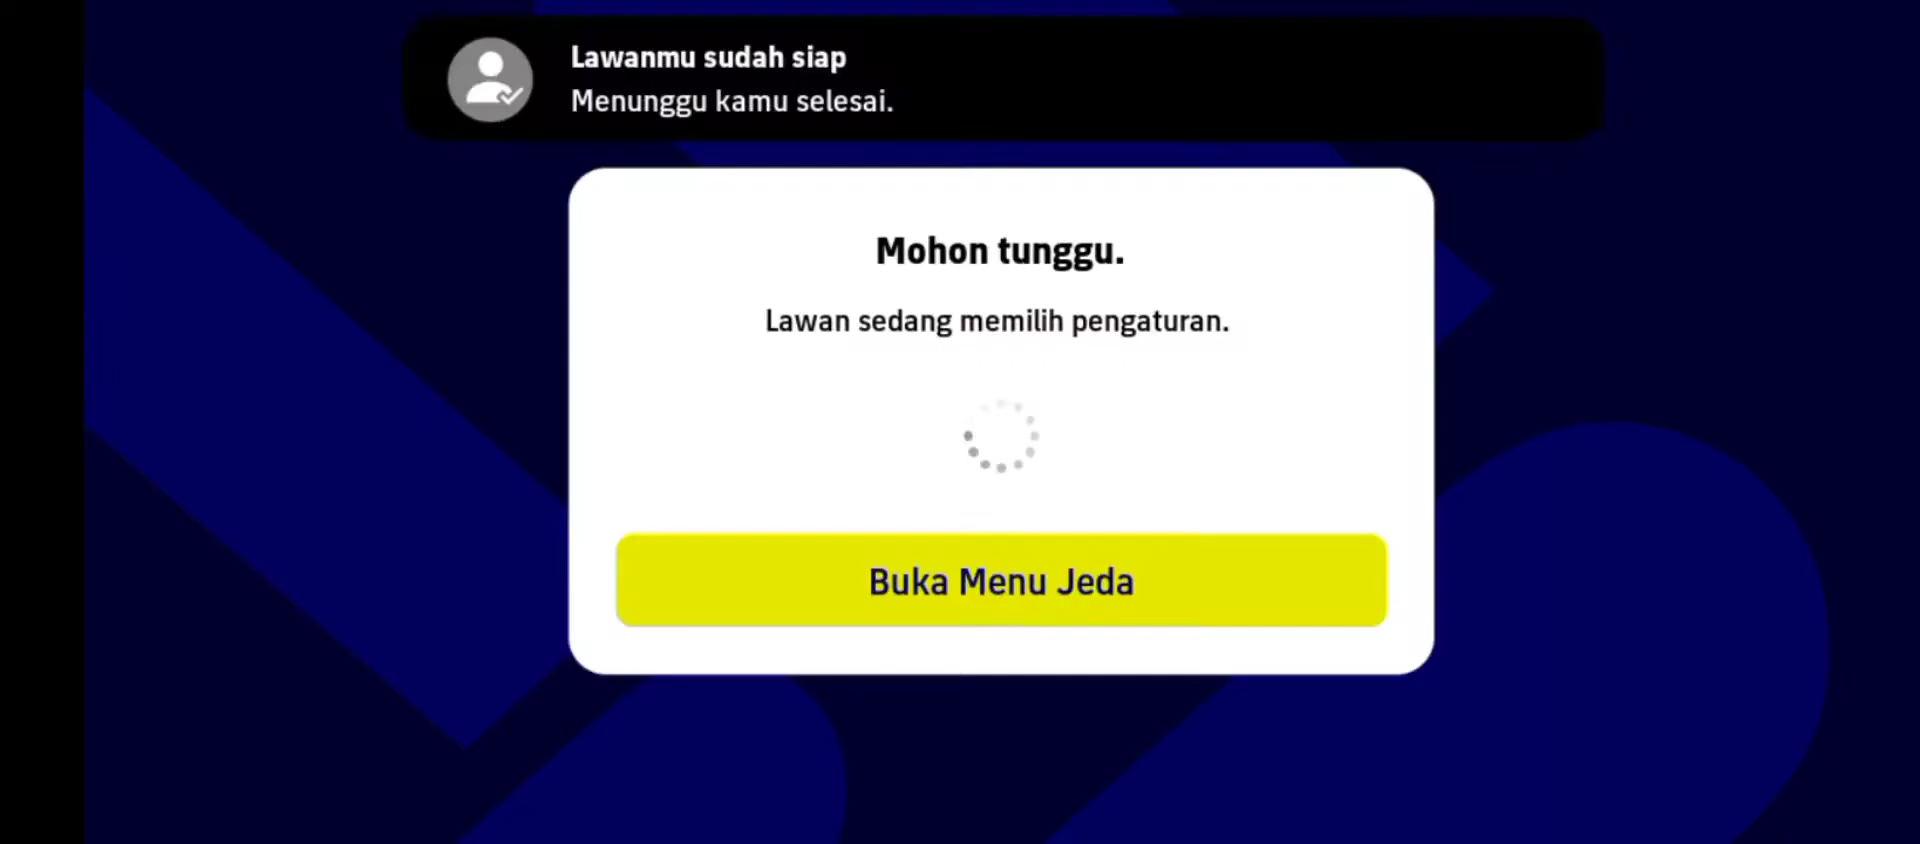 Lawanmu sudah siap
Menunggu kamu selesai.
Mohon tunggu.
Lawan sedang memilih pengaturan.
Buka Menu Jeda